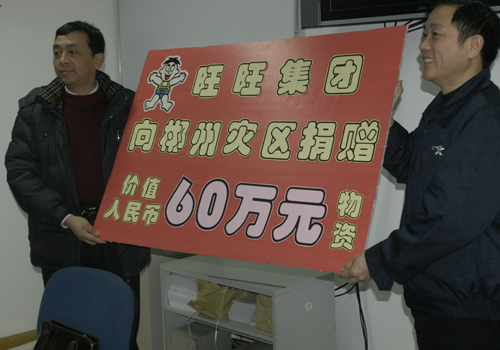 旺旺集团
向郴州灾区捐赠
价值
人民币
60万元
物
资